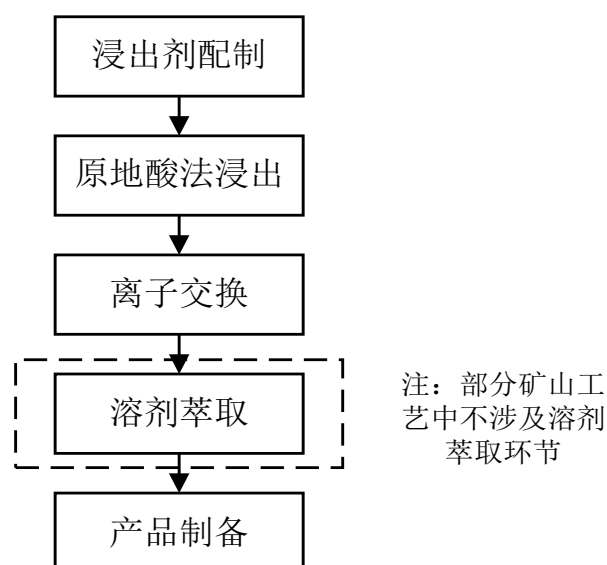 浸出剂配制
原地酸法浸出
离子交换
溶剂萃取
注：部分矿山工
艺中不涉及溶剂
萃取环节
产品制备